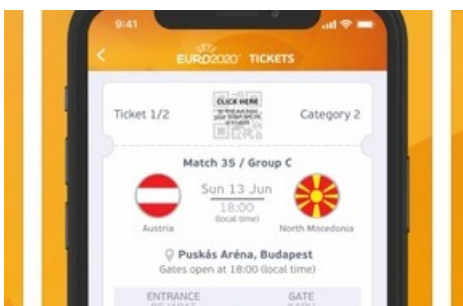 9:41
EURO2020 TICKETS
Ticket 1/2
CLICK HERE
Category 2
Match 35 / Group C
Sun 13 Jun
18:00
(local time)
Austria
North Macedonia
Puskás Aréna, Budapest
Gates open at 18:00 (local time)
ENTRANCE
GATE